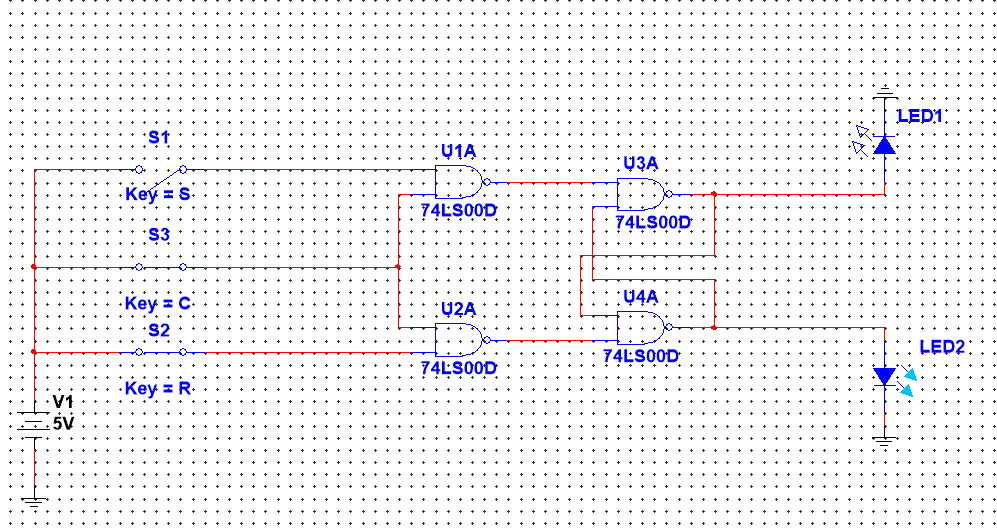 LED1
S1
U1A
U3A
Key = S
74LS00D
74LS00D
S3
Key = C
U2A
U4A
S2
LED2
74LS00D
74LS00D
Key = R
V1
5V